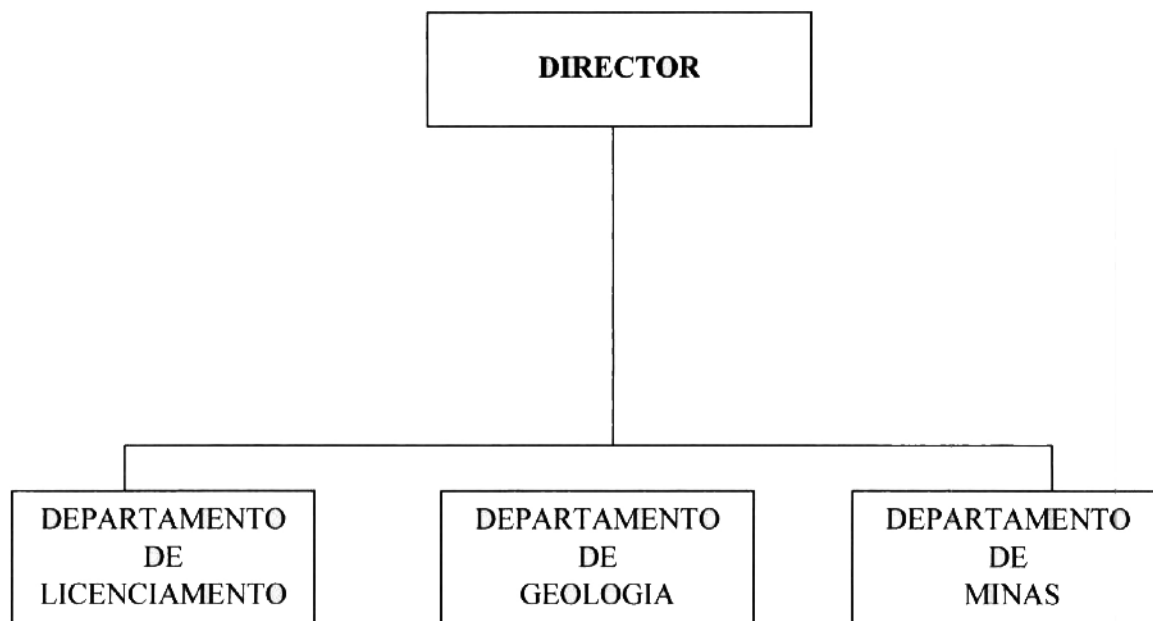 DIRECTOR
DEPARTAMENTO
DE
LICENCIAMENTO
DEPARTAMENTO
DE
GEOLOGIA
DEPARTAMENTO
DE
MINAS